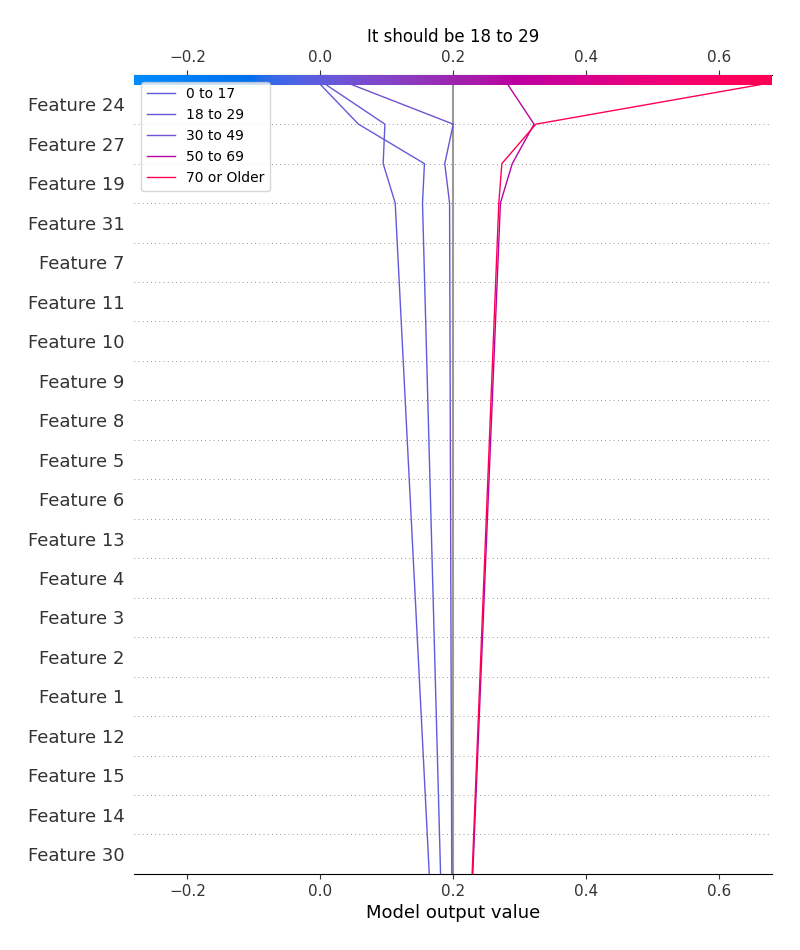 It should be 18 to 29
−0.2 0.0 0.2 0.4 0.6
0 to 17
18 to 29
30 to 49
50 to 69
70 or Older
Feature 24
Feature 27
Feature 19
Feature 31
Feature 7
Feature 11
Feature 10
Feature 9
Feature 8
Feature 5
Feature 6
Feature 13
Feature 4
Feature 3
Feature 2
Feature 1
Feature 12
Feature 15
Feature 14
Feature 30
−0.2 0.0 0.2 0.4 0.6
Model output value